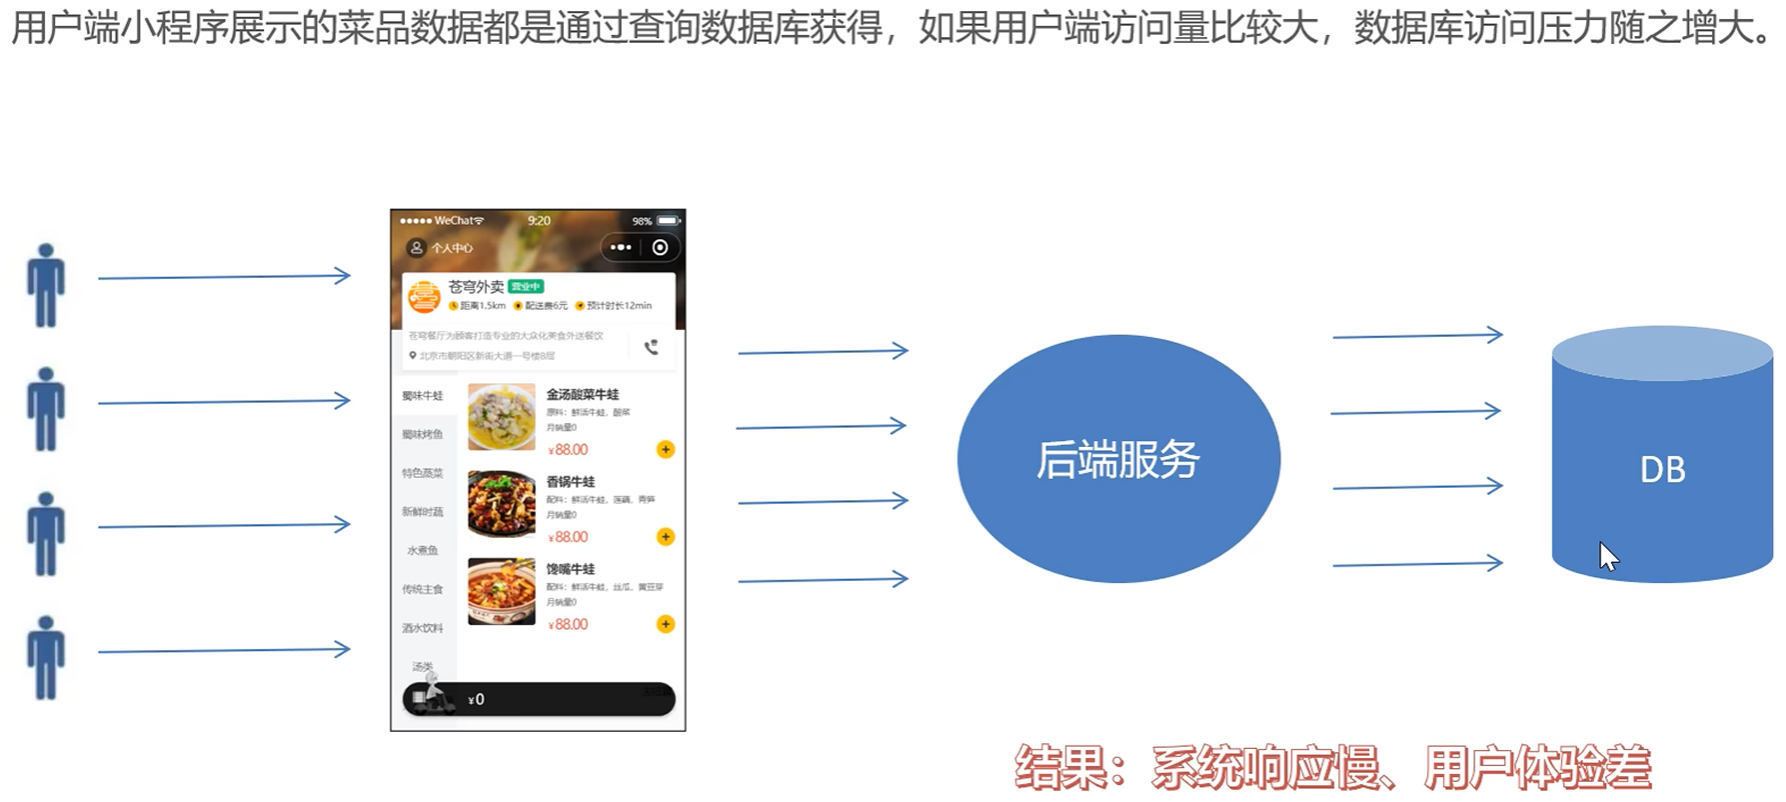 用户端小程序展示的菜品数据都是通过查询数据库获得，如果用户端访问量比较大，数据库访问压力随之增大。
WeChat 9:20 98%
个人中心
苍穹外卖 营业中
距离1.5km 配送费6元 预计时长12min
苍穹餐厅为顾客打造专业的大众化美食外送餐饮
北京市朝阳区新街大道一号楼8层
蜀味牛蛙
蜀味烤鱼
特色蒸菜
新鲜时蔬
水煮鱼
传统主食
酒水饮料
汤类
金汤酸菜牛蛙
原料：鲜活牛蛙，酸菜
月销量0
¥88.00
香锅牛蛙
配料：鲜活牛蛙，莲藕，青笋
月销量0
¥88.00
馋嘴牛蛙
配料：鲜活牛蛙，丝瓜，黄豆芽
月销量0
¥88.00
¥0
后端服务
DB
结果：系统响应慢、用户体验差